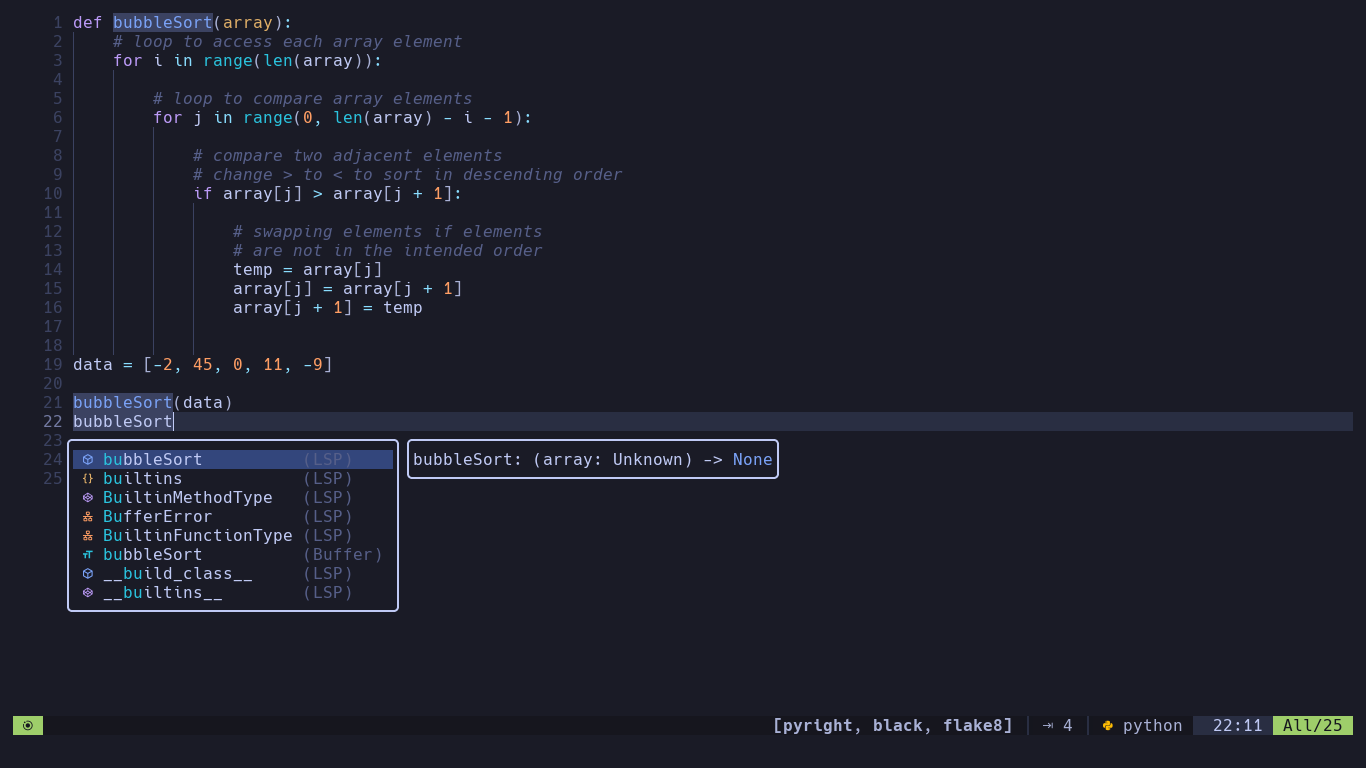 1 def bubbleSort(array):
2 # loop to access each array element
3 for i in range(len(array)):
4
5 # loop to compare array elements
6 for j in range(0, len(array) - i - 1):
7
8 # compare two adjacent elements
9 # change > to < to sort in descending order
10 if array[j] > array[j + 1]:
11
12 # swapping elements if elements
13 # are not in the intended order
14 temp = array[j]
15 array[j] = array[j + 1]
16 array[j + 1] = temp
17
18
19 data = [-2, 45, 0, 11, -9]
20
21 bubbleSort(data)
22 bubbleSort
23
24 bubbleSort (LSP) bubbleSort: (array: Unknown) -> None
25 builtins (LSP)
BuiltinMethodType (LSP)
BufferError (LSP)
BuiltinFunctionType (LSP)
bubbleSort (Buffer)
__build_class__ (LSP)
__builtins__ (LSP)
[pyright, black, flake8] 4 python 22:11 All/25